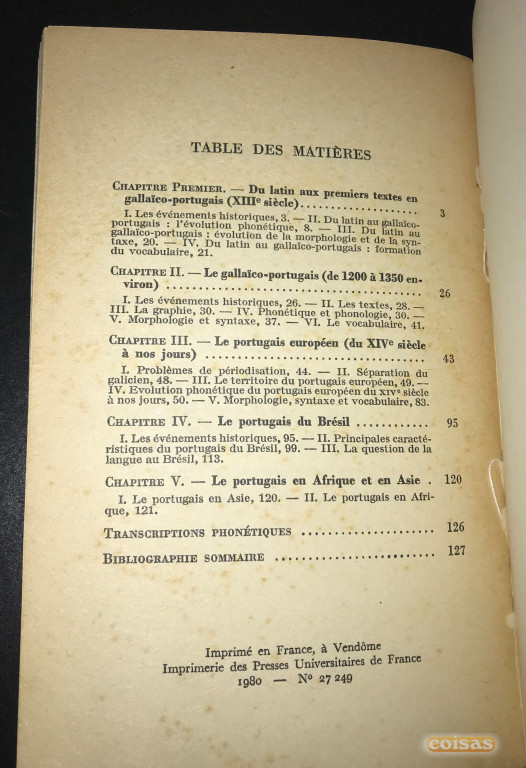 TABLE DES MATIÈRES
CHAPITRE PREMIER. — Du latin aux premiers textes en
gallaïco-portugais (XIIIe siècle) .................... 3
I. Les événements historiques, 3. — II. Du latin au gallaïco-
portugais : l'évolution phonétique, 8. — III. Du latin au
gallaïco-portugais : évolution de la morphologie et de la syn-
taxe, 20. — IV. Du latin au gallaïco-portugais : formation
du vocabulaire, 21.
CHAPITRE II. — Le gallaïco-portugais (de 1200 à 1350 en-
viron) .................... 26
I. Les événements historiques, 26. — II. Les textes, 28. —
III. La graphie, 30. — IV. Phonétique et phonologie, 30. —
V. Morphologie et syntaxe, 37. — VI. Le vocabulaire, 41.
CHAPITRE III. — Le portugais européen (du XIVe siècle
à nos jours) .................... 43
I. Problèmes de périodisation, 44. — II. Séparation du
galicien, 48. — III. Le territoire du portugais européen, 49. —
IV. Evolution phonétique du portugais européen du XIVe siècle
à nos jours, 50. — V. Morphologie, syntaxe et vocabulaire, 83.
CHAPITRE IV. — Le portugais du Brésil ............ 95
I. Les événements historiques, 95. — II. Principales caracté-
ristiques du portugais du Brésil, 99. — III. La question de la
langue au Brésil, 113.
CHAPITRE V. — Le portugais en Afrique et en Asie . 120
I. Le portugais en Asie, 120. — II. Le portugais en Afri-
que, 121.
TRANSCRIPTIONS PHONÉTIQUES .................... 126
BIBLIOGRAPHIE SOMMAIRE .................... 127
Imprimé en France, à Vendôme
Imprimerie des Presses Universitaires de France
1980 — No 27 249
coisas